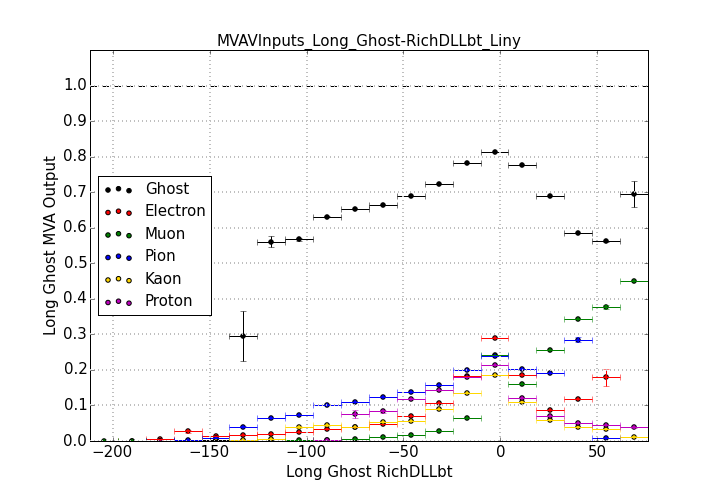 MVAVInputs_Long_Ghost-RichDLLbt_Liny
Long Ghost MVA Output
1.0
0.9
0.8
0.7
0.6
0.5
0.4
0.3
0.2
0.1
0.0
Ghost
Electron
Muon
Pion
Kaon
Proton
−200 −150 −100 −50 0 50
Long Ghost RichDLLbt